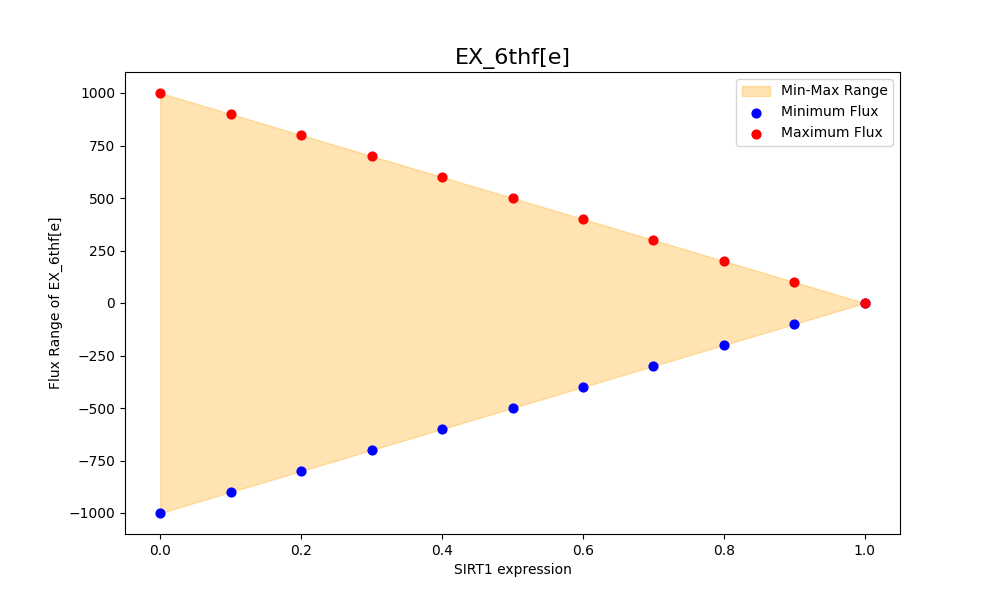 EX_6thf[e]
Min-Max Range
Minimum Flux
Maximum Flux
Flux Range of EX_6thf[e]
1000
750
500
250
0
−250
−500
−750
−1000
0.0 0.2 0.4 0.6 0.8 1.0
SIRT1 expression